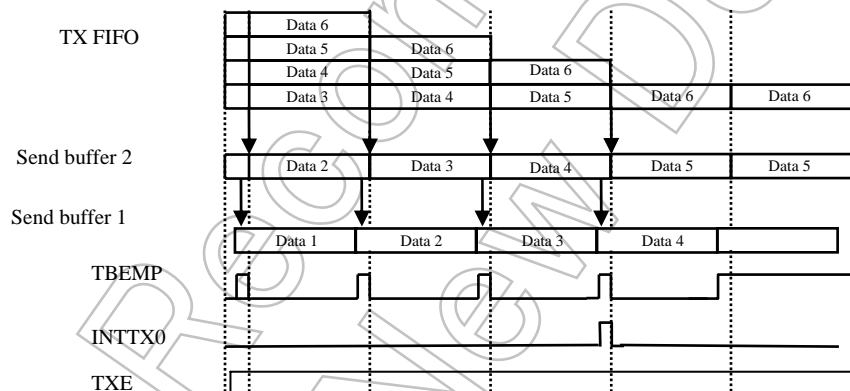 TX FIFO
Data 6
Data 5 Data 6
Data 4 Data 5 Data 6
Data 3 Data 4 Data 5 Data 6 Data 6
Send buffer 2
Data 2 Data 3 Data 4 Data 5 Data 5
Send buffer 1
Data 1 Data 2 Data 3 Data 4
TBEMP
INTTX0
TXE